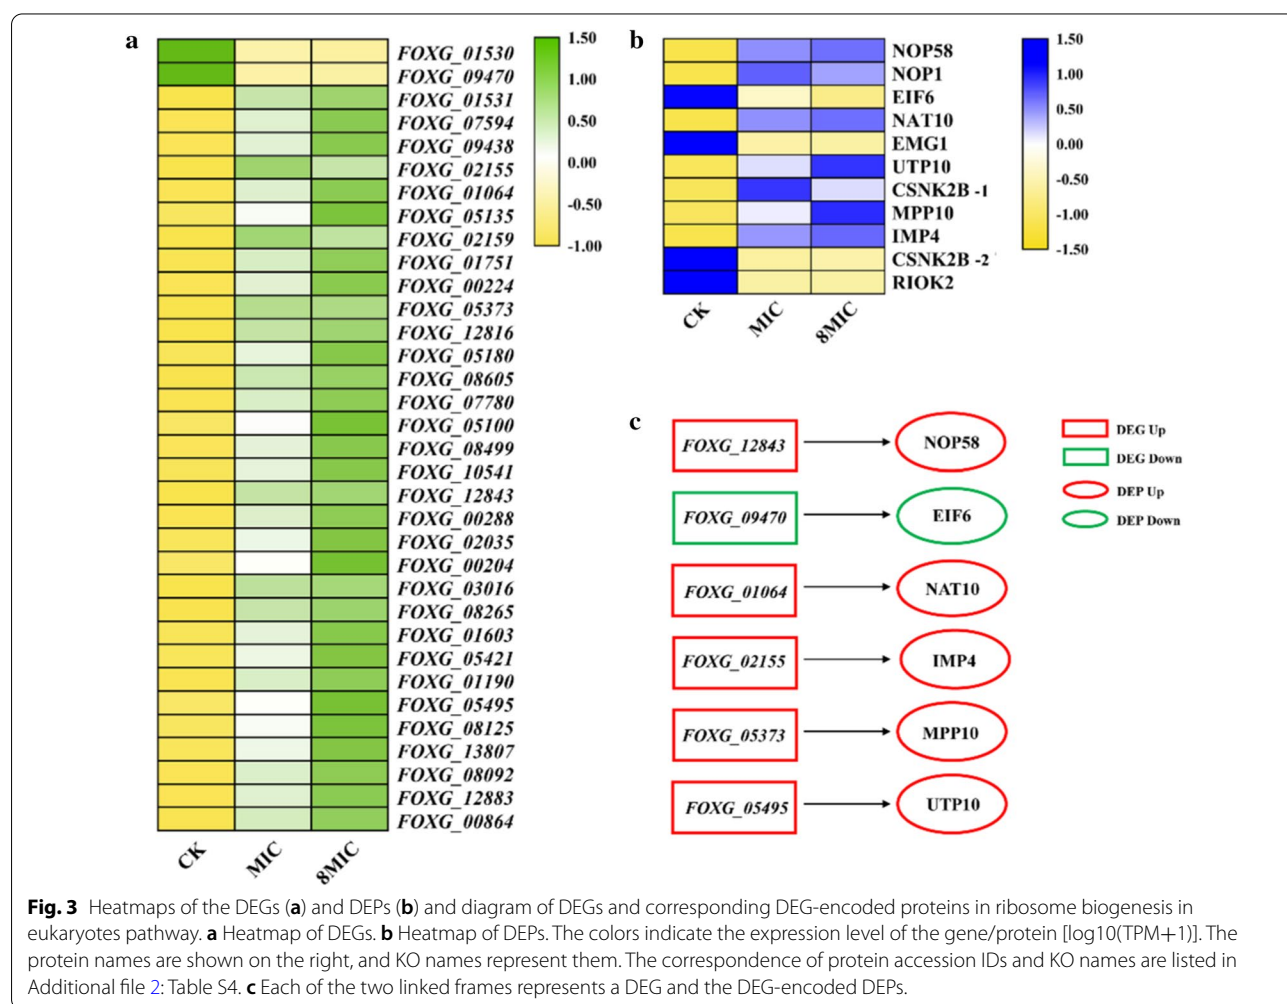 a
FOXG_01530
FOXG_09470
FOXG_01531
FOXG_07594
FOXG_09438
FOXG_02155
FOXG_01064
FOXG_05135
FOXG_02159
FOXG_01751
FOXG_00224
FOXG_05373
FOXG_12816
FOXG_05180
FOXG_08605
FOXG_07780
FOXG_05100
FOXG_08499
FOXG_10541
FOXG_12843
FOXG_00288
FOXG_02035
FOXG_00204
FOXG_03016
FOXG_08265
FOXG_01603
FOXG_05421
FOXG_01190
FOXG_05495
FOXG_08125
FOXG_13807
FOXG_08092
FOXG_12883
FOXG_00864
CK
MIC
8MIC
1.50
1.00
0.50
0.00
-0.50
-1.00
b
NOP58
NOP1
EIF6
NAT10
EMG1
UTP10
CSNK2B -1
MPP10
IMP4
CSNK2B -2
RIOK2
CK
MIC
8MIC
1.50
1.00
0.50
0.00
-0.50
-1.00
-1.50
c
FOXG_12843
NOP58
FOXG_09470
EIF6
FOXG_01064
NAT10
FOXG_02155
IMP4
FOXG_05373
MPP10
FOXG_05495
UTP10
DEG Up
DEG Down
DEP Up
DEP Down
Fig. 3 Heatmaps of the DEGs (a) and DEPs (b) and diagram of DEGs and corresponding DEG-encoded proteins in ribosome biogenesis in
eukaryotes pathway. a Heatmap of DEGs. b Heatmap of DEPs. The colors indicate the expression level of the gene/protein [log10(TPM+1)]. The
protein names are shown on the right, and KO names represent them. The correspondence of protein accession IDs and KO names are listed in
Additional file 2: Table S4. c Each of the two linked frames represents a DEG and the DEG-encoded DEPs.